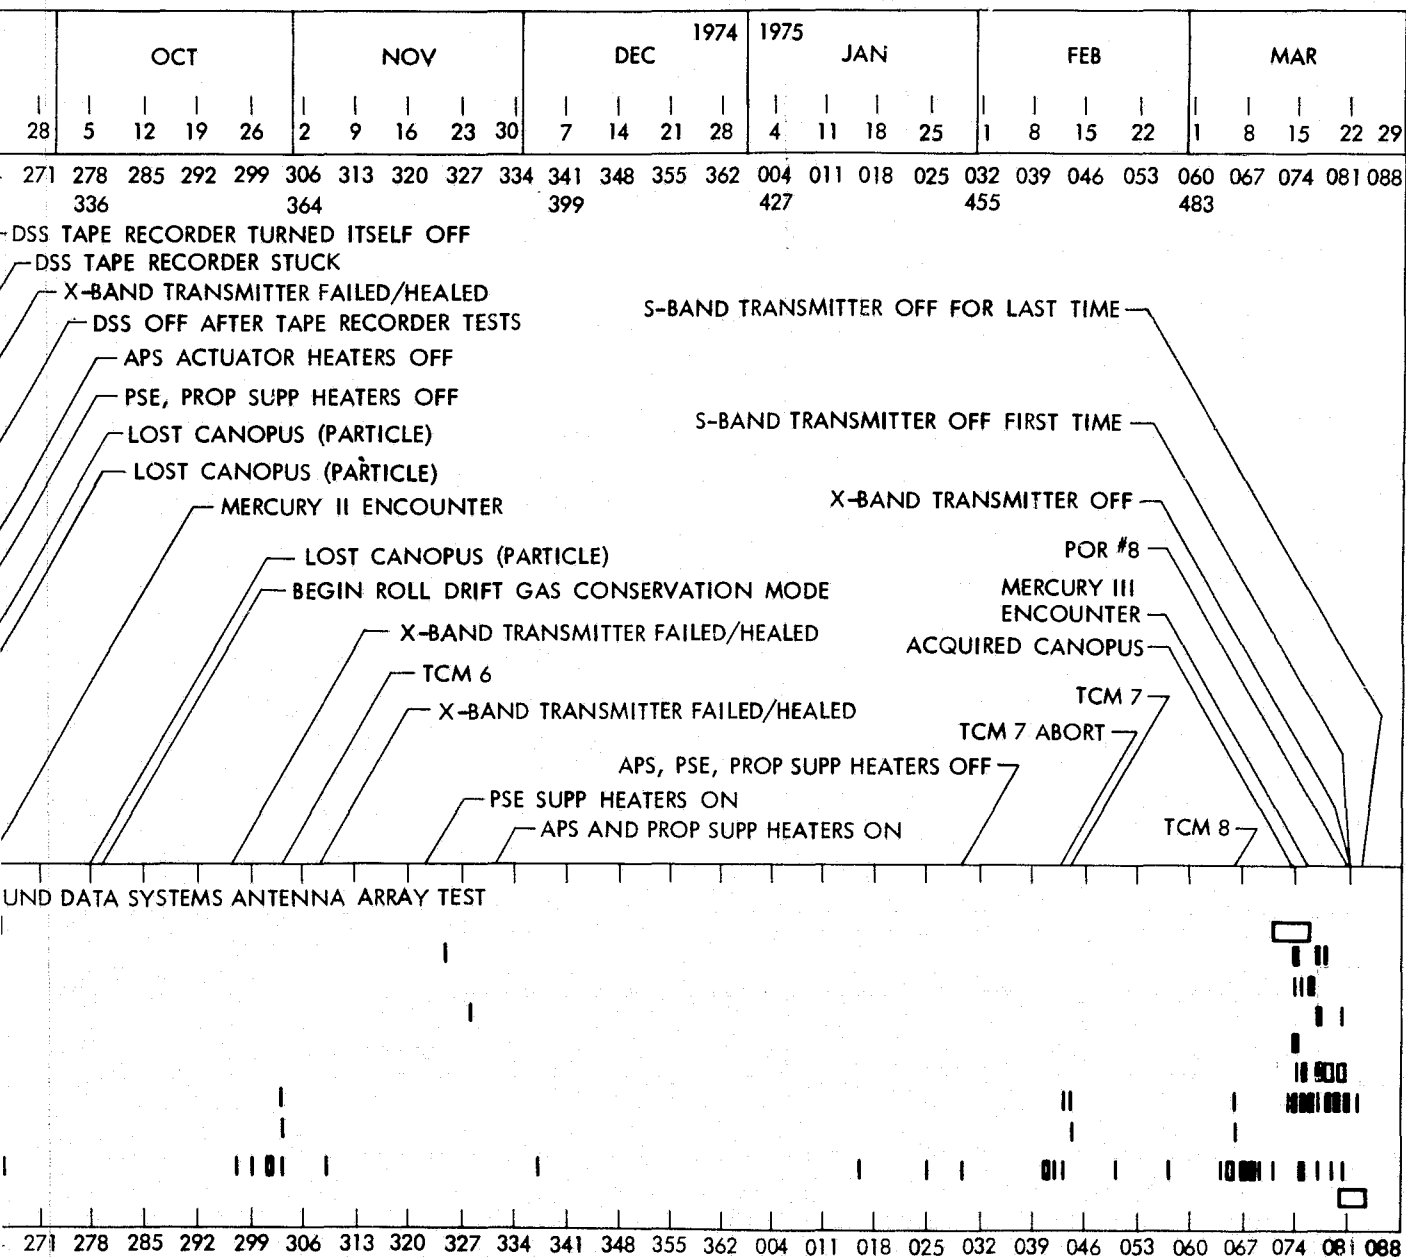 1974 1975
OCT NOV DEC JAN FEB MAR
28 5 12 19 26 2 9 16 23 30 7 14 21 28 4 11 18 25 1 8 15 22 1 8 15 22 29
271 278 285 292 299 306 313 320 327 334 341 348 355 362 004 011 018 025 032 039 046 053 060 067 074 081 088
336 364 399 427 455 483
DSS TAPE RECORDER TURNED ITSELF OFF
DSS TAPE RECORDER STUCK
X-BAND TRANSMITTER FAILED/HEALED
S-BAND TRANSMITTER OFF FOR LAST TIME
DSS OFF AFTER TAPE RECORDER TESTS
APS ACTUATOR HEATERS OFF
PSE, PROP SUPP HEATERS OFF
S-BAND TRANSMITTER OFF FIRST TIME
LOST CANOPUS (PARTICLE)
LOST CANOPUS (PARTICLE)
MERCURY II ENCOUNTER
X-BAND TRANSMITTER OFF
LOST CANOPUS (PARTICLE)
POR #8
BEGIN ROLL DRIFT GAS CONSERVATION MODE
MERCURY III
ENCOUNTER
X-BAND TRANSMITTER FAILED/HEALED
ACQUIRED CANOPUS
TCM 6
TCM 7
X-BAND TRANSMITTER FAILED/HEALED
TCM 7 ABORT
APS, PSE, PROP SUPP HEATERS OFF
PSE SUPP HEATERS ON
APS AND PROP SUPP HEATERS ON
TCM 8
UND DATA SYSTEMS ANTENNA ARRAY TEST
271 278 285 292 299 306 313 320 327 334 341 348 355 362 004 011 018 025 032 039 046 053 060 067 074 081 088